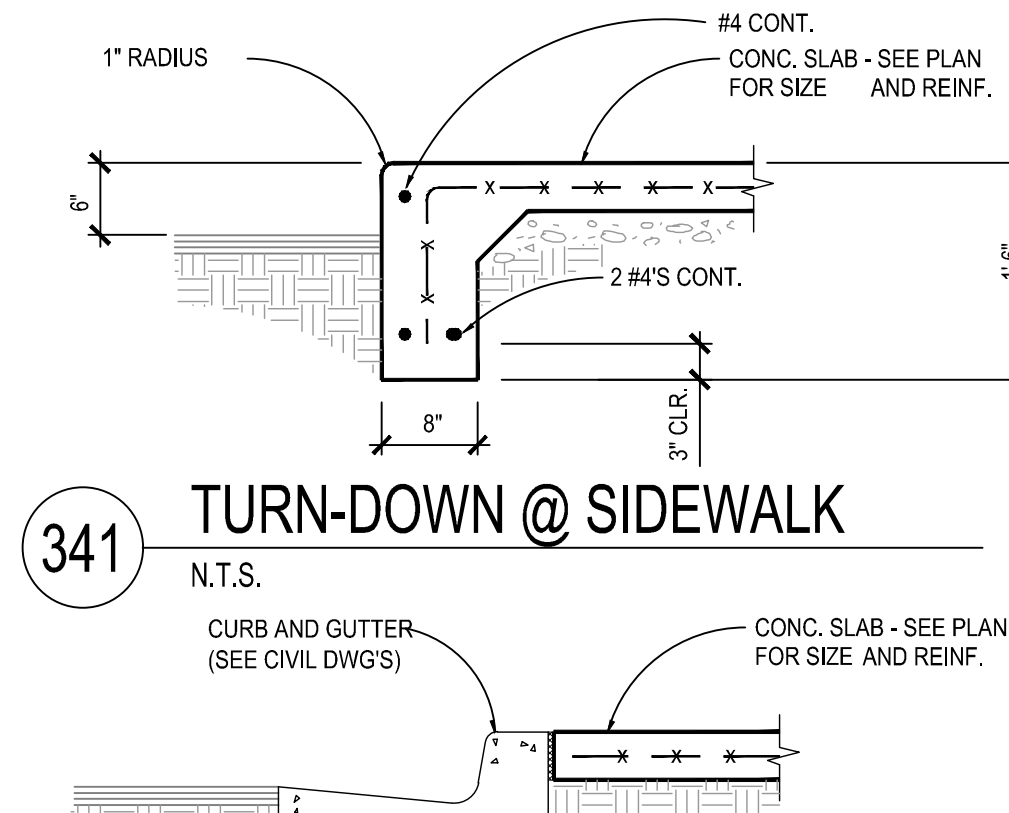 #4 CONT.
1" RADIUS
CONC. SLAB - SEE PLAN
FOR SIZE AND REINF.
6"
2 #4'S CONT.
8"
3" CLR.
341
TURN-DOWN @ SIDEWALK
N.T.S.
CURB AND GUTTER
(SEE CIVIL DWG'S)
CONC. SLAB - SEE PLAN
FOR SIZE AND REINF.